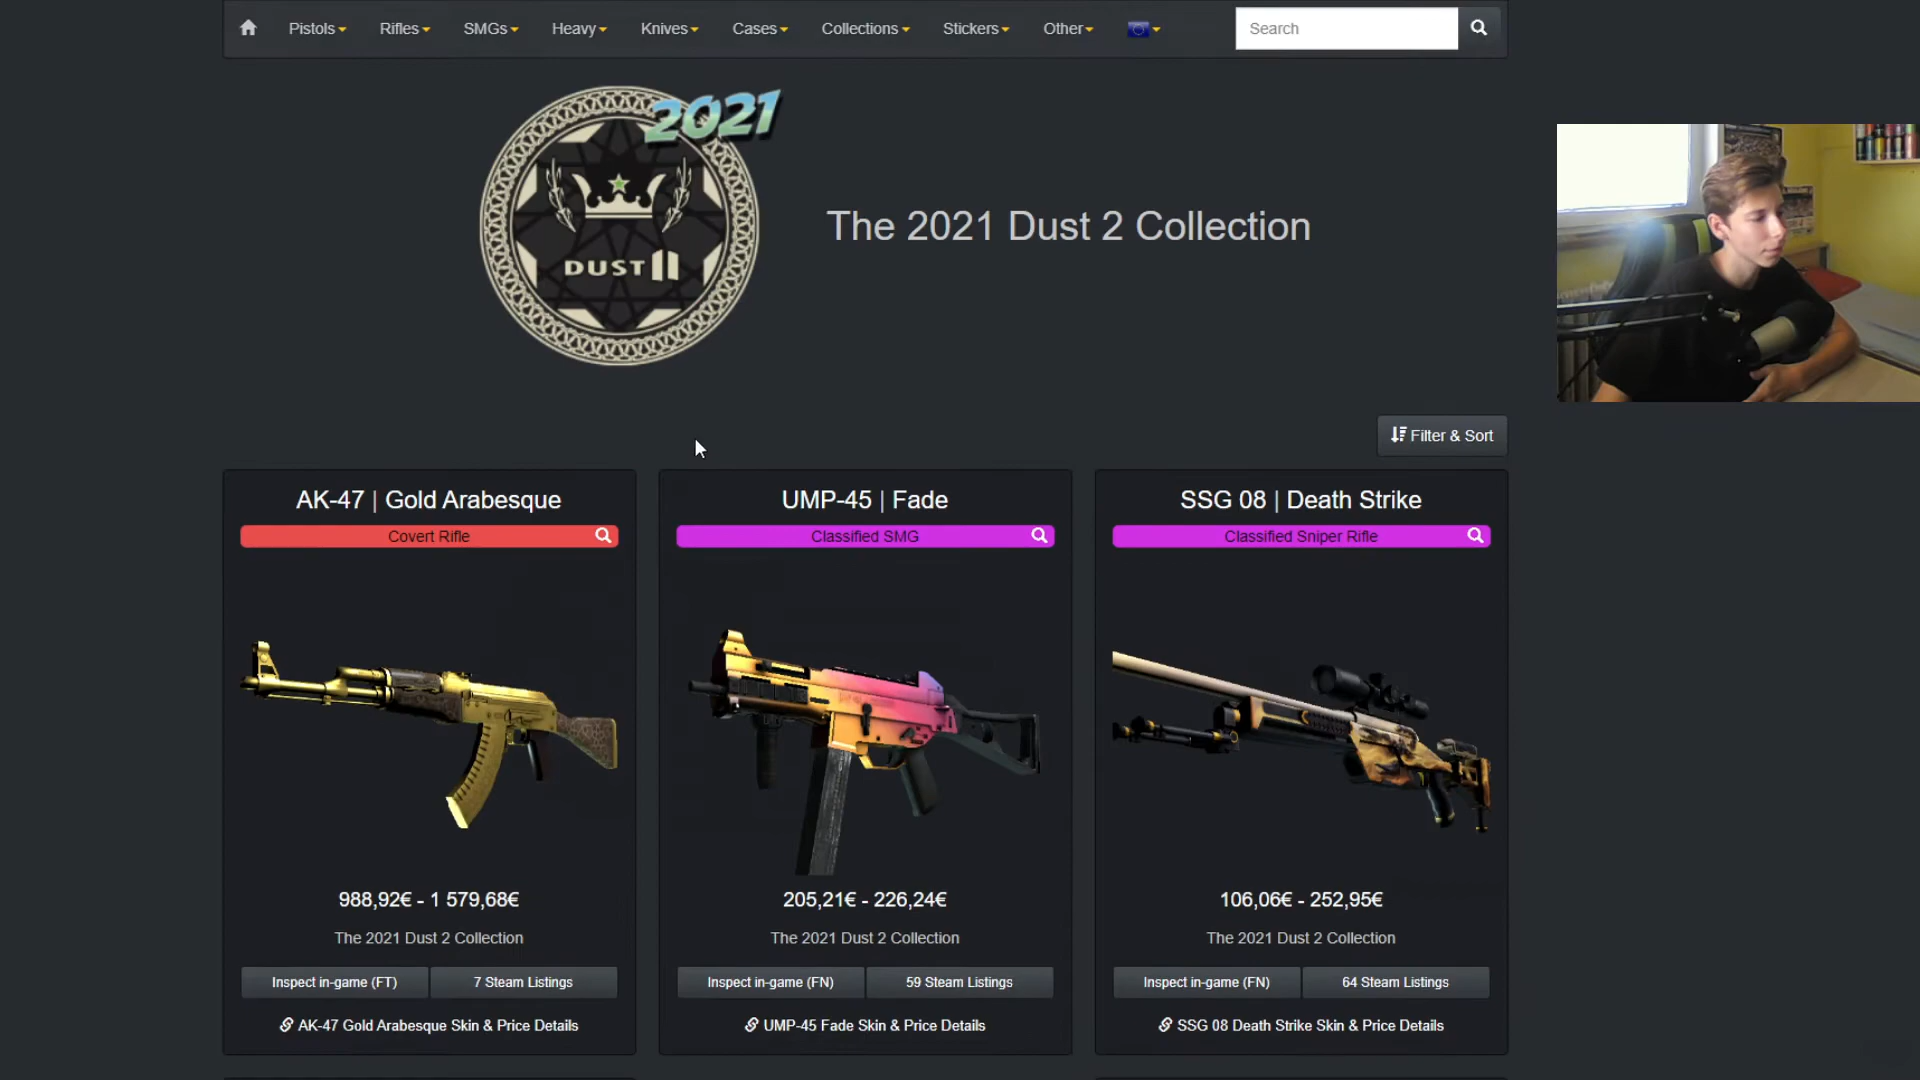 Pistols
Rifles
SMGs
Heavy
Knives
Cases
Collections
Stickers
Other
Search
2021
DUST II
The 2021 Dust 2 Collection
Filter & Sort
AK-47 | Gold Arabesque
Covert Rifle
988,92€ - 1 579,68€
The 2021 Dust 2 Collection
Inspect in-game (FT)
7 Steam Listings
AK-47 Gold Arabesque Skin & Price Details
UMP-45 | Fade
Classified SMG
205,21€ - 226,24€
The 2021 Dust 2 Collection
Inspect in-game (FN)
59 Steam Listings
UMP-45 Fade Skin & Price Details
SSG 08 | Death Strike
Classified Sniper Rifle
106,06€ - 252,95€
The 2021 Dust 2 Collection
Inspect in-game (FN)
64 Steam Listings
SSG 08 Death Strike Skin & Price Details